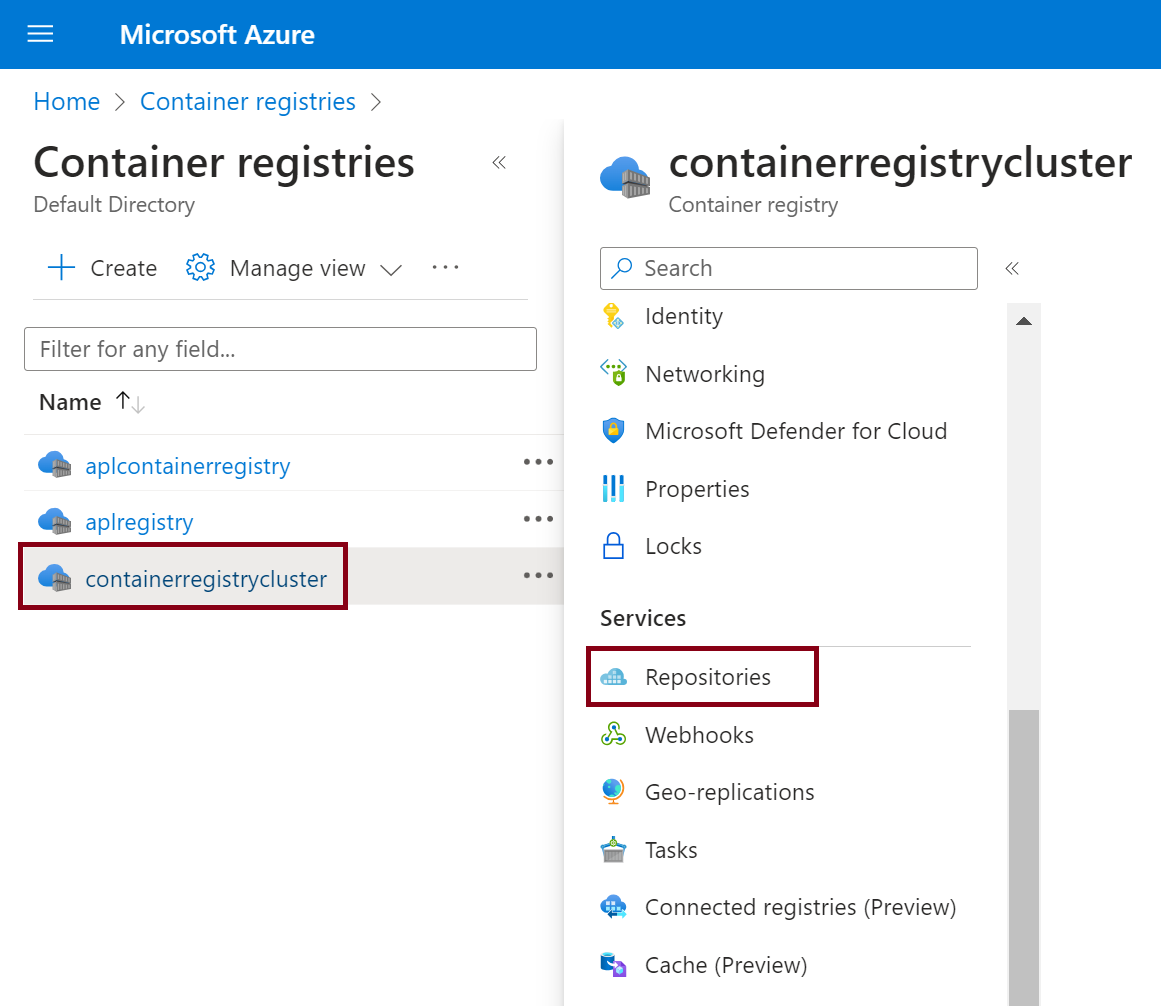 Microsoft Azure
Home > Container registries >
Container registries
Default Directory
Create
Manage view
Filter for any field...
Name
aplcontainerregistry
aplregistry
containerregistrycluster
containerregistrycluster
Container registry
Search
Identity
Networking
Microsoft Defender for Cloud
Properties
Locks
Services
Repositories
Webhooks
Geo-replications
Tasks
Connected registries (Preview)
Cache (Preview)